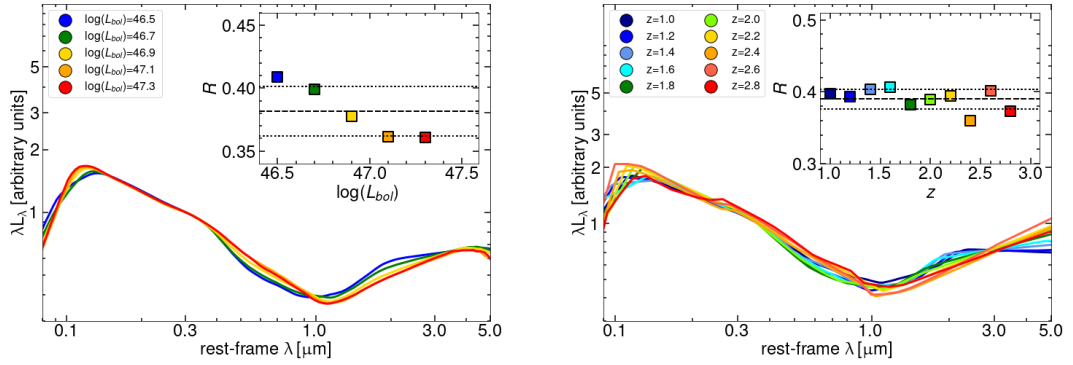 log(L_bol)=46.5
log(L_bol)=46.7
log(L_bol)=46.9
log(L_bol)=47.1
log(L_bol)=47.3
R
0.40
0.35
46.5 47.0 47.5
log(L_bol)
λL_λ [arbitrary units]
5
3
2
1
0.1 0.3 1.0 3.0 5.0
rest-frame λ [μm]
z=1.0 z=2.0
z=1.2 z=2.2
z=1.4 z=2.4
z=1.6 z=2.6
z=1.8 z=2.8
R
0.5
0.4
0.3
1.0 1.5 2.0 2.5 3.0
z
λL_λ [arbitrary units]
5
4
3
2
1
0.1 0.3 1.0 3.0 5.0
rest-frame λ [μm]